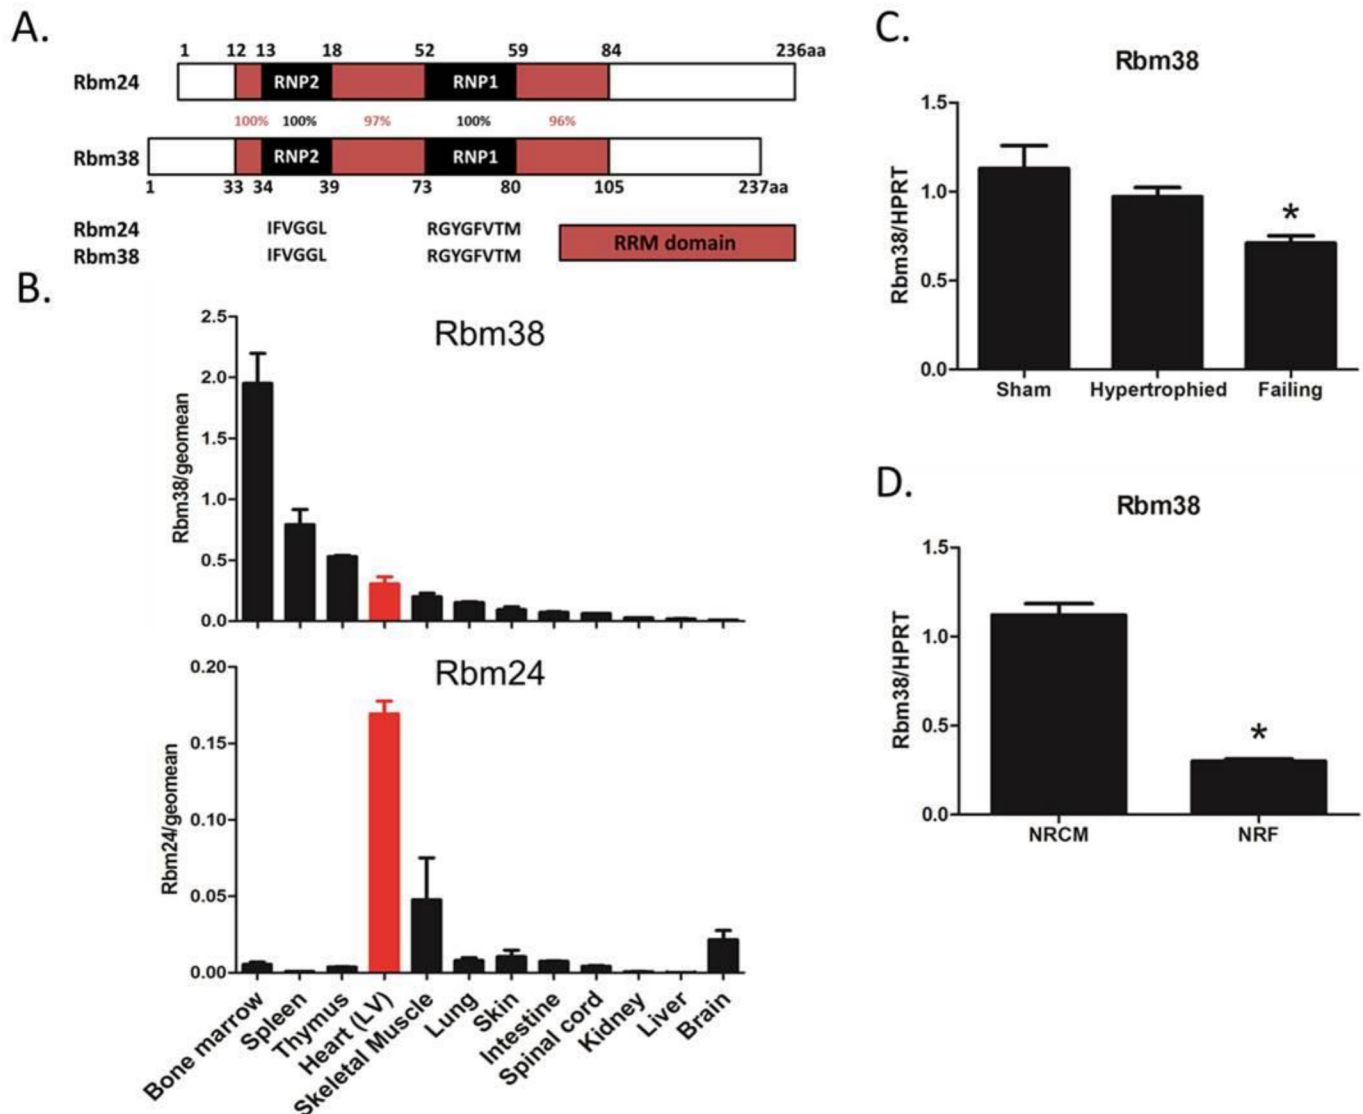 A.
1 12 13 18 52 59 84 236aa
Rbm24 RNP2 RNP1
100% 100% 97% 100% 96%
Rbm38 RNP2 RNP1
1 33 34 39 73 80 105 237aa
Rbm24 IFVGGL RGYGFVTM
Rbm38 IFVGGL RGYGFVTM
RRM domain
B.
Rbm38
Rbm38/geomean
2.5
2.0
1.5
1.0
0.5
0.0
Rbm24
Rbm24/geomean
0.20
0.15
0.10
0.05
0.00
Bone marrow
Spleen
Thymus
Heart (LV)
Skeletal Muscle
Lung
Skin
Intestine
Spinal cord
Kidney
Liver
Brain
C.
Rbm38
Rbm38/HPRT
1.5
1.0
0.5
0.0
*
Sham Hypertrophied Failing
D.
Rbm38
Rbm38/HPRT
1.5
1.0
0.5
0.0
*
NRCM NRF